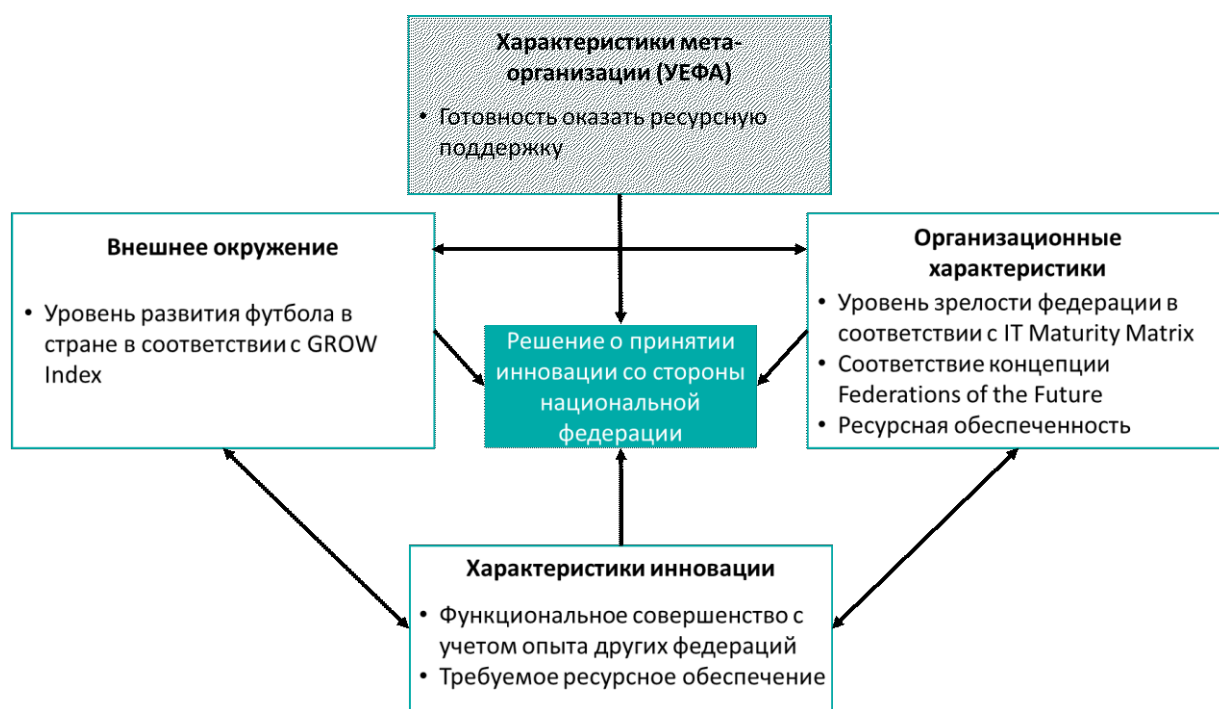 Характеристики мета-
организации (УЕФА)
• Готовность оказать ресурсную
поддержку
Внешнее окружение
• Уровень развития футбола в
стране в соответствии с GROW
Index
Организационные
характеристики
• Уровень зрелости федерации в
соответствии с IT Maturity Matrix
• Соответствие концепции
Federations of the Future
• Ресурсная обеспеченность
Решение о принятии
инновации со стороны
национальной
федерации
Характеристики инновации
• Функциональное совершенство с
учетом опыта других федераций
• Требуемое ресурсное обеспечение